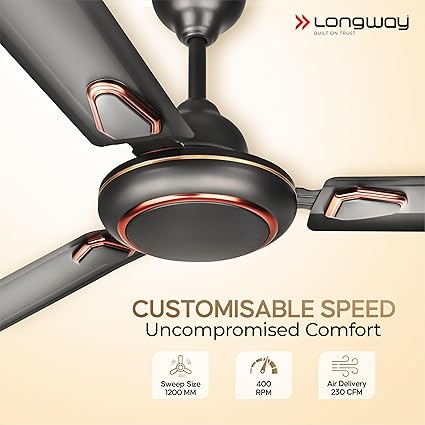 LONGWAY
BUILT ON TRUST
CUSTOMISABLE SPEED
Uncompromised Comfort
Sweep Size
1200 MM
400
RPM
Air Delivery
230 CFM